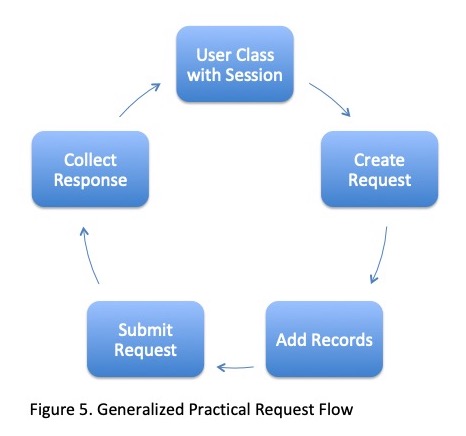 User Class
with Session
Create
Request
Add Records
Submit
Request
Collect
Response
Figure 5. Generalized Practical Request Flow